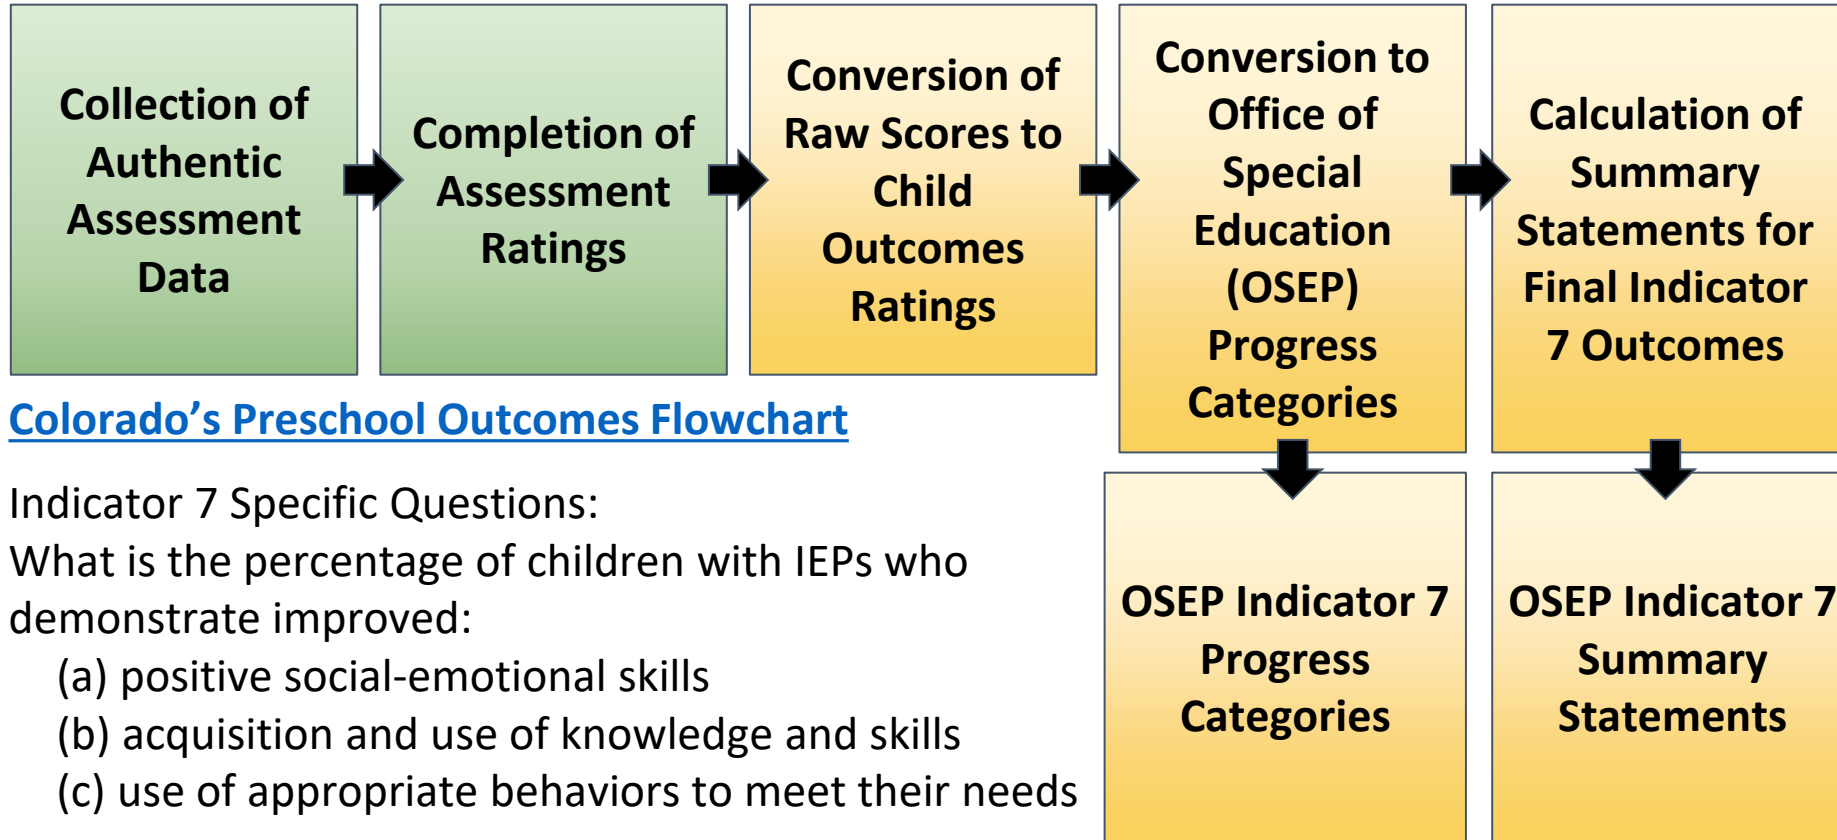 Collection of
Authentic
Assessment
Data
Completion of
Assessment
Ratings
Conversion of
Raw Scores to
Child
Outcomes
Ratings
Conversion to
Office of
Special
Education
(OSEP)
Progress
Categories
Calculation of
Summary
Statements for
Final Indicator
7 Outcomes
Colorado’s Preschool Outcomes Flowchart
Indicator 7 Specific Questions:
What is the percentage of children with IEPs who
demonstrate improved:
(a) positive social-emotional skills
(b) acquisition and use of knowledge and skills
(c) use of appropriate behaviors to meet their needs
OSEP Indicator 7
Progress
Categories
OSEP Indicator 7
Summary
Statements